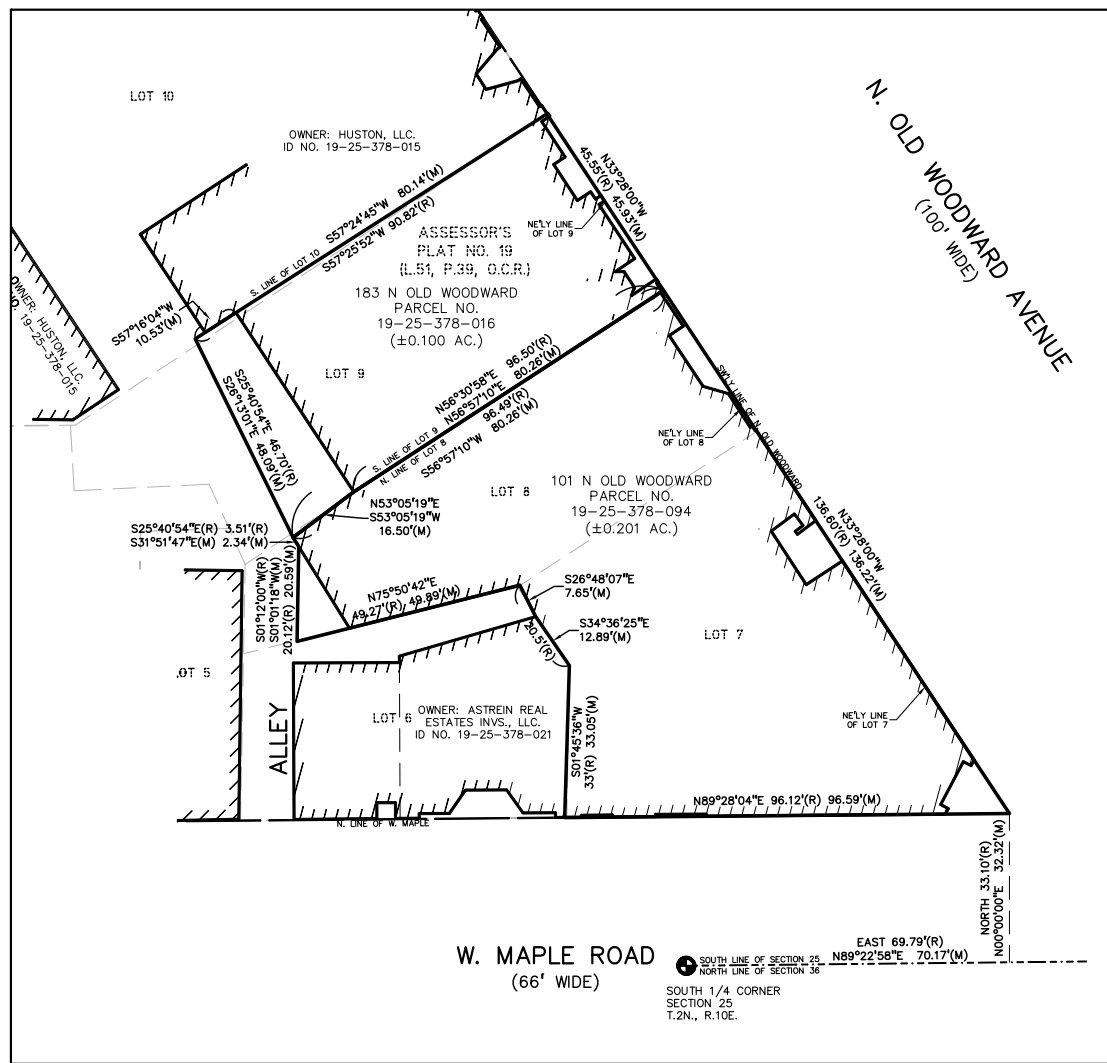 N. OLD WOODWARD AVENUE
(100' WIDE)
LOT 10
OWNER: HUSTON, LLC.
ID NO. 19-25-378-015
N33°28'00"W
45.55'(R) 45.93'(M)
S57°24'45"W 80.14'(M)
S. LINE OF LOT 10
S57°25'52"W 90.82'(R)
NE'LY LINE
OF LOT 9
ASSESSOR'S
PLAT NO. 19
(L.51, P.39, O.C.R.)
183 N OLD WOODWARD
PARCEL NO.
19-25-378-016
(±0.100 AC.)
OWNER: HUSTON, LLC.
NO. 19-25-378-015
S57°16'04"W
10.53'(M)
LOT 9
S25°40'54"E 46.70'(R)
S26°13'01"E 48.09'(M)
N56°30'58"E 96.50'(R)
N56°57'10"E 80.26'(M)
S. LINE OF LOT 9
N. LINE OF LOT 8
96.49'(R)
S56°57'10"W 80.26'(M)
SW'LY LINE OF N. OLD WOODWARD
NE'LY LINE
OF LOT 8
LOT 8
101 N OLD WOODWARD
PARCEL NO.
19-25-378-094
(±0.201 AC.)
N53°05'19"E
S53°05'19"W
16.50'(M)
N33°28'00"W
136.60'(R) 136.22'(M)
S25°40'54"E(R) 3.51'(R)
S31°51'47"E(M) 2.34'(M)
S01°12'00"W(R)
S01°01'18"W(M)
20.12'(R) 20.59'(M)
N75°50'42"E
49.27'(R) 49.89'(M)
S26°48'07"E
7.65'(M)
S34°36'25"E
12.89'(M)
20.5'(R)
LOT 7
LOT 5
ALLEY
LOT 6
OWNER: ASTREIN REAL
ESTATES INVS., LLC.
ID NO. 19-25-378-021
S01°45'36"W
33'(R) 33.05'(M)
NE'LY LINE
OF LOT 7
N89°28'04"E 96.12'(R) 96.59'(M)
N. LINE OF W. MAPLE
NORTH 33.10'(R)
N00°00'00"E 32.32'(M)
W. MAPLE ROAD
(66' WIDE)
SOUTH LINE OF SECTION 25
NORTH LINE OF SECTION 36
EAST 69.79'(R)
N89°22'58"E 70.17'(M)
SOUTH 1/4 CORNER
SECTION 25
T.2N., R.10E.